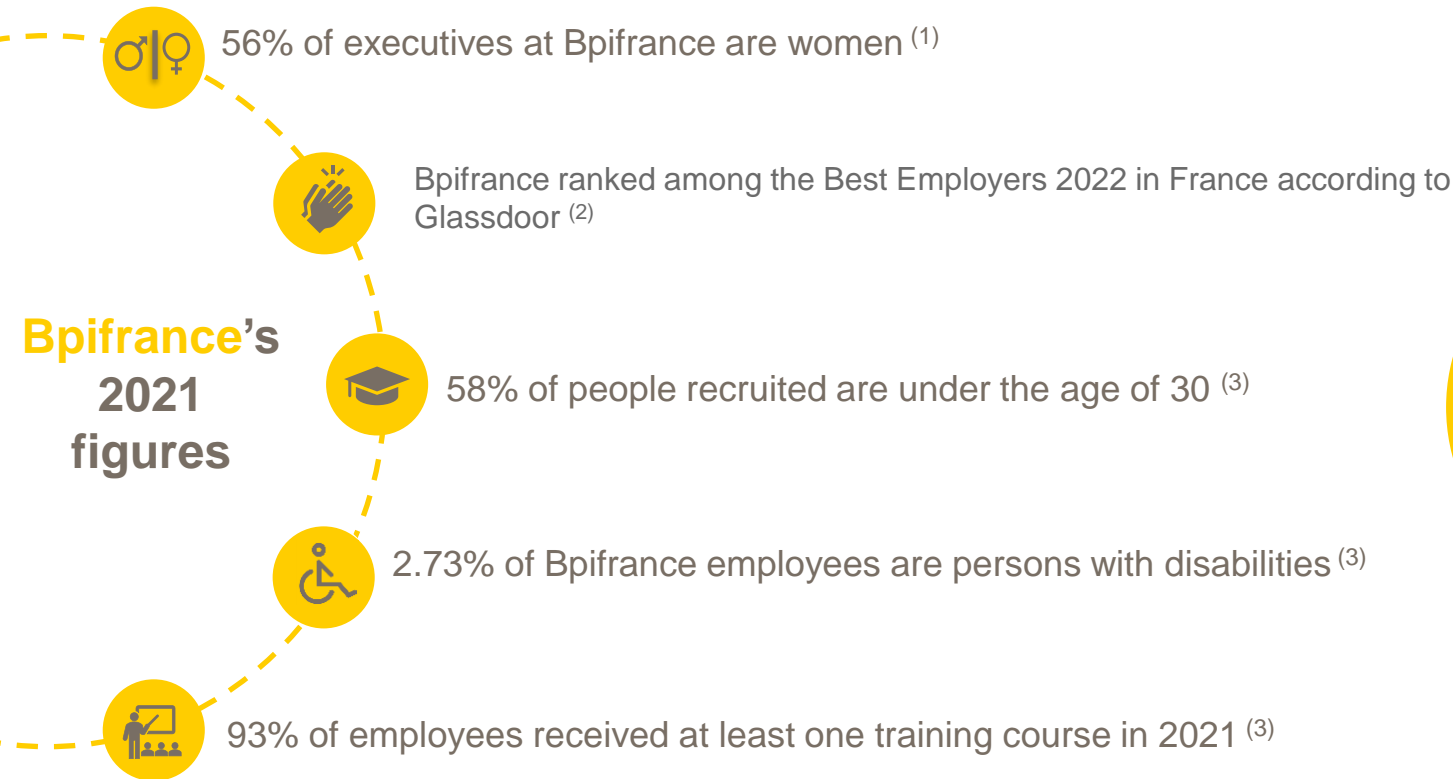 56% of executives at Bpifrance are women (1)
Bpifrance ranked among the Best Employers 2022 in France according to
Glassdoor (2)
Bpifrance's
2021
figures
58% of people recruited are under the age of 30 (3)
2.73% of Bpifrance employees are persons with disabilities (3)
93% of employees received at least one training course in 2021 (3)